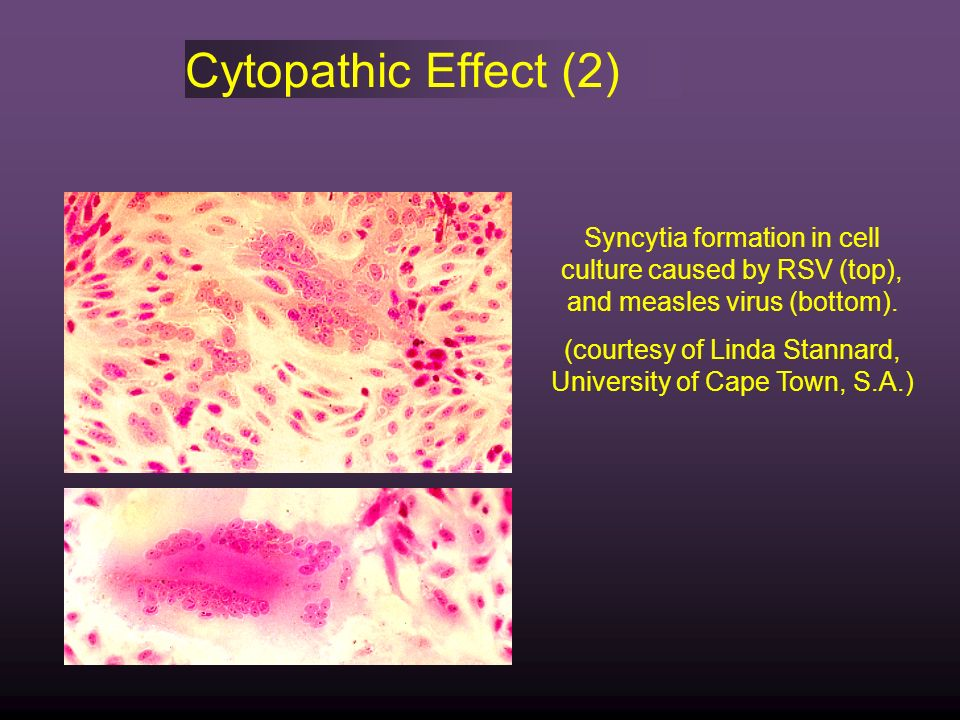 Cytopathic Effect (2)
Syncytia formation in cell
culture caused by RSV (top),
and measles virus (bottom).
(courtesy of Linda Stannard,
University of Cape Town, S.A.)